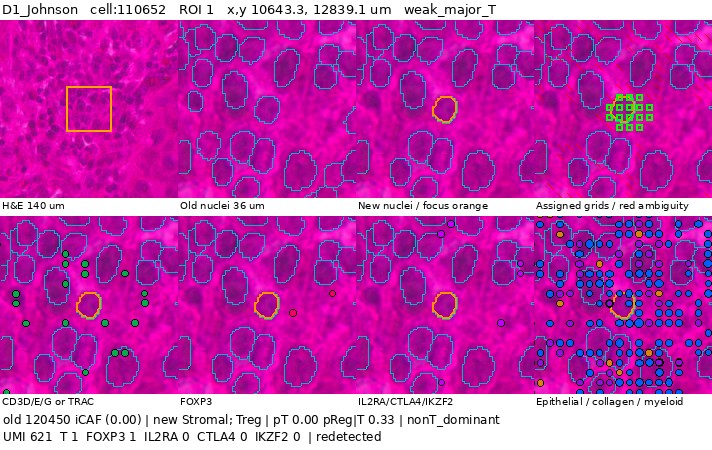 D1_Johnson cell:110652 ROI 1 x,y 10643.3, 12839.1 um weak_major_T
H&E 140 um
Old nuclei 36 um
New nuclei / focus orange
Assigned grids / red ambiguity
CD3D/E/G or TRAC
FOXP3
IL2RA/CTLA4/IKZF2
Epithelial / collagen / myeloid
old 120450 iCAF (0.00) | new Stromal; Treg | pT 0.00 pReg|T 0.33 | nonT_dominant
UMI 621 T 1 FOXP3 1 IL2RA 0 CTLA4 0 IKZF2 0 | redetected